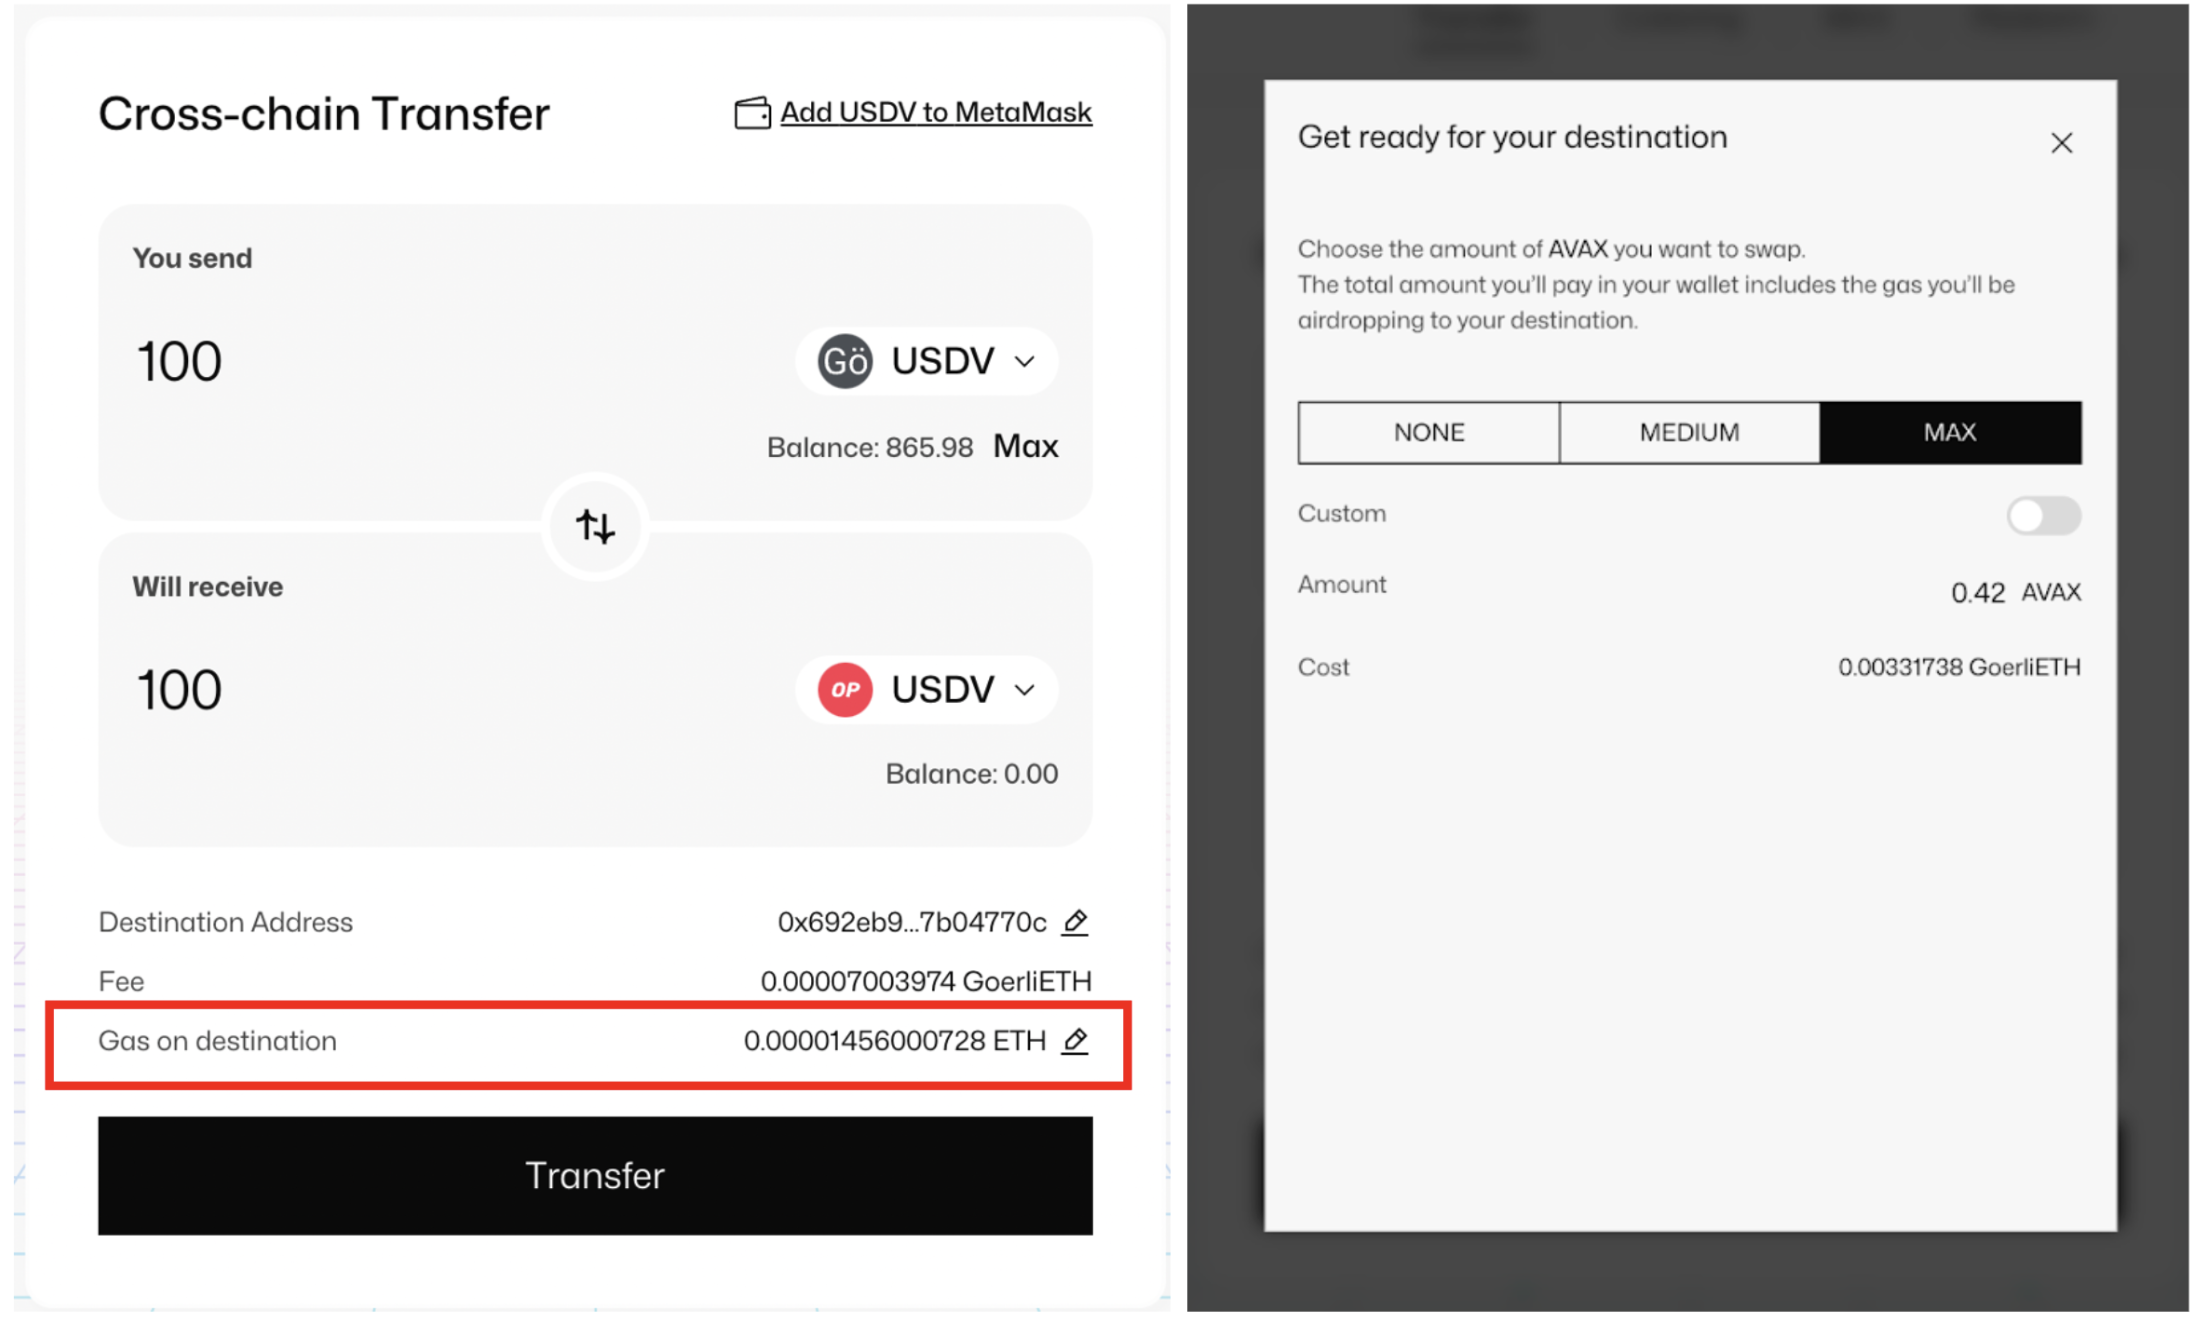 Cross-chain Transfer
Add USDV to MetaMask
You send
100
Gö USDV
Balance: 865.98 Max
Will receive
100
OP USDV
Balance: 0.00
Destination Address 0x692eb9...7b04770c
Fee 0.00007003974 GoerliETH
Gas on destination 0.00001456000728 ETH
Transfer
Get ready for your destination
Choose the amount of AVAX you want to swap.
The total amount you'll pay in your wallet includes the gas you'll be
airdropping to your destination.
NONE MEDIUM MAX
Custom
Amount 0.42 AVAX
Cost 0.00331738 GoerliETH